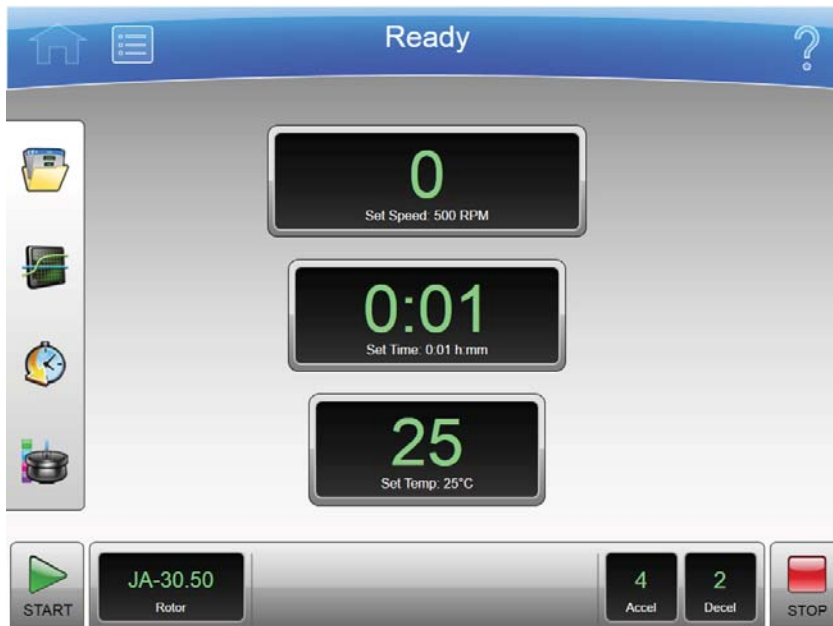 Ready
?
0
Set Speed: 500 RPM
0:01
Set Time: 0:01 h:mm
25
Set Temp: 25°C
START
JA-30.50
Rotor
4
Accel
2
Decel
STOP